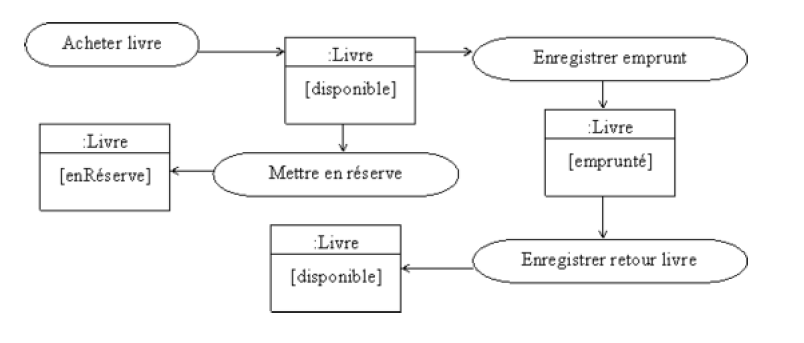 Acheter livre
:Livre
[disponible]
Enregistrer emprunt
:Livre
[emprunté]
:Livre
[enRéserve]
Mettre en réserve
:Livre
[disponible]
Enregistrer retour livre